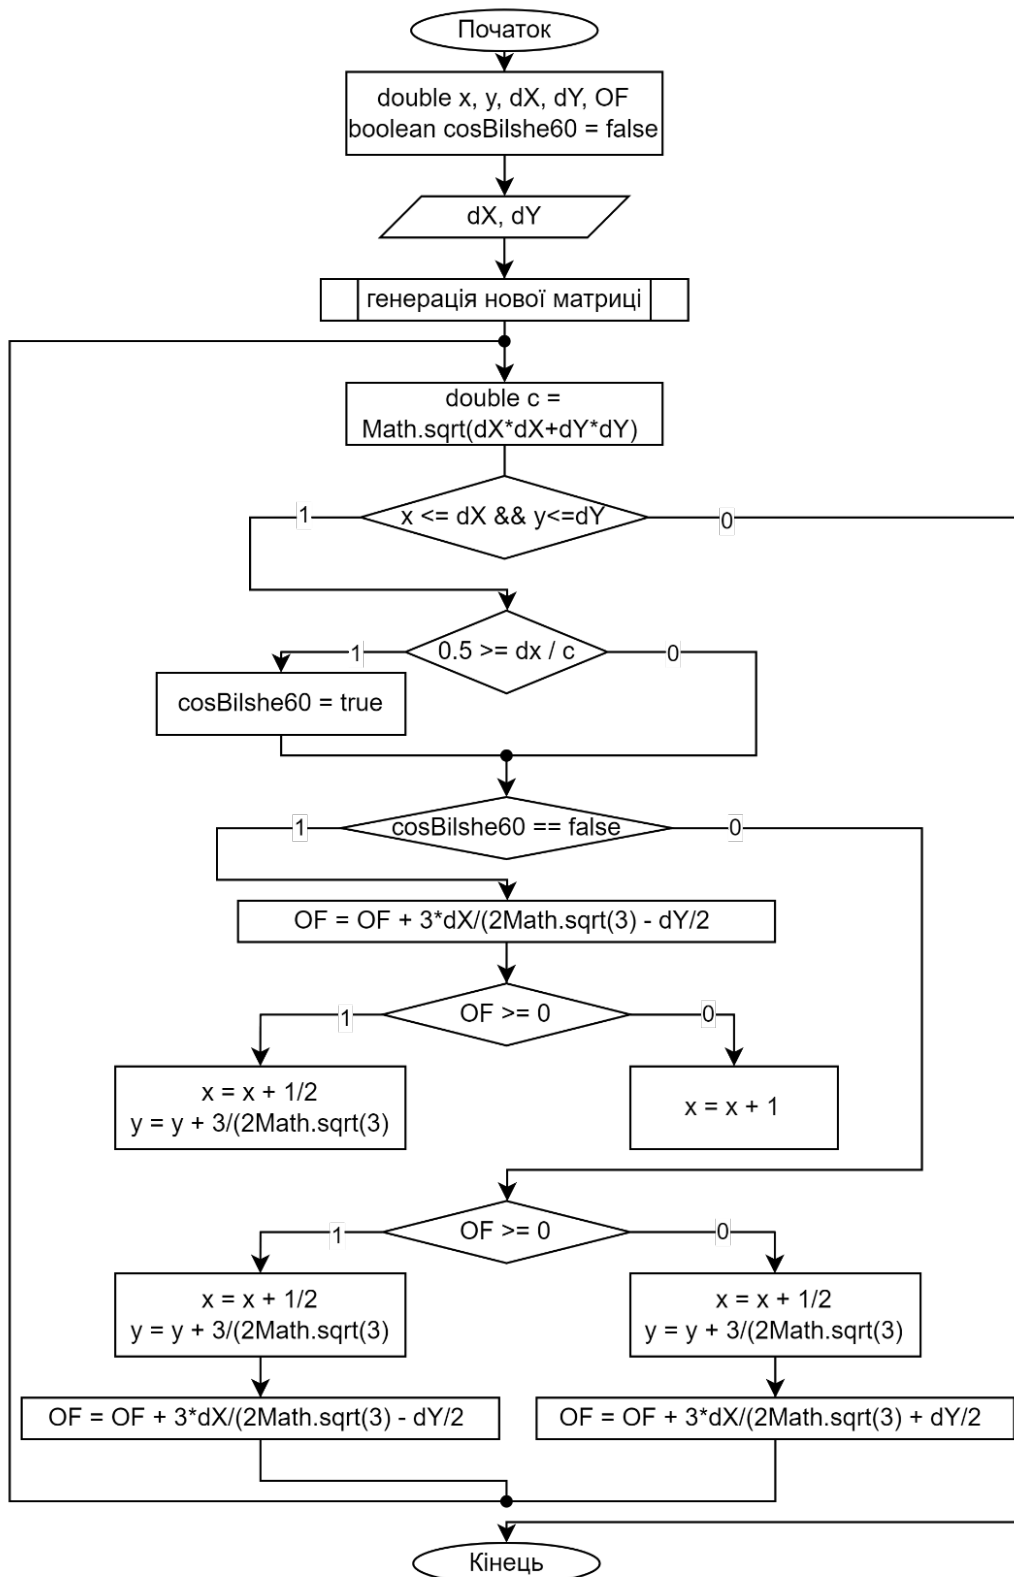 Початок
double x, y, dX, dY, OF
boolean cosBilshe60 = false
dX, dY
генерація нової матриці
double c =
Math.sqrt(dX*dX+dY*dY)
x <= dX && y<=dY
1
0
0.5 >= dx / c
1
0
cosBilshe60 = true
cosBilshe60 == false
1
0
OF = OF + 3*dX/(2Math.sqrt(3) - dY/2
OF >= 0
1
0
x = x + 1/2
y = y + 3/(2Math.sqrt(3)
x = x + 1
OF >= 0
1
0
x = x + 1/2
y = y + 3/(2Math.sqrt(3)
x = x + 1/2
y = y + 3/(2Math.sqrt(3)
OF = OF + 3*dX/(2Math.sqrt(3) - dY/2
OF = OF + 3*dX/(2Math.sqrt(3) + dY/2
Кінець